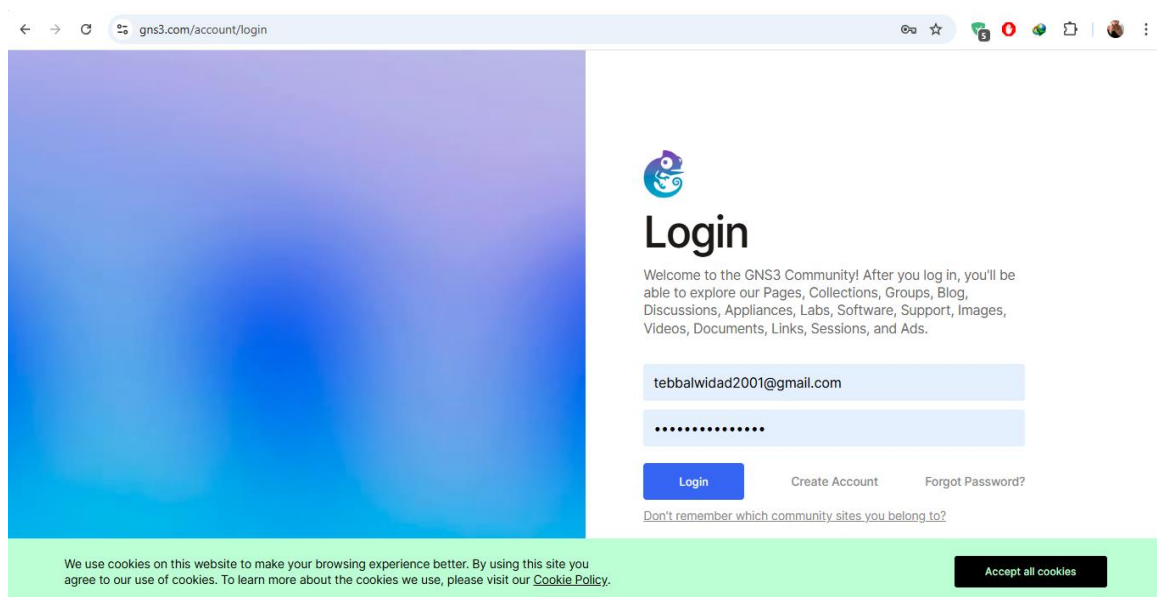 gns3.com/account/login
5
Login
Welcome to the GNS3 Community! After you log in, you'll be
able to explore our Pages, Collections, Groups, Blog,
Discussions, Appliances, Labs, Software, Support, Images,
Videos, Documents, Links, Sessions, and Ads.
tebbalwidad2001@gmail.com
•••••••••••••••
Login Create Account Forgot Password?
Don't remember which community sites you belong to?
We use cookies on this website to make your browsing experience better. By using this site you
agree to our use of cookies. To learn more about the cookies we use, please visit our Cookie Policy.
Accept all cookies